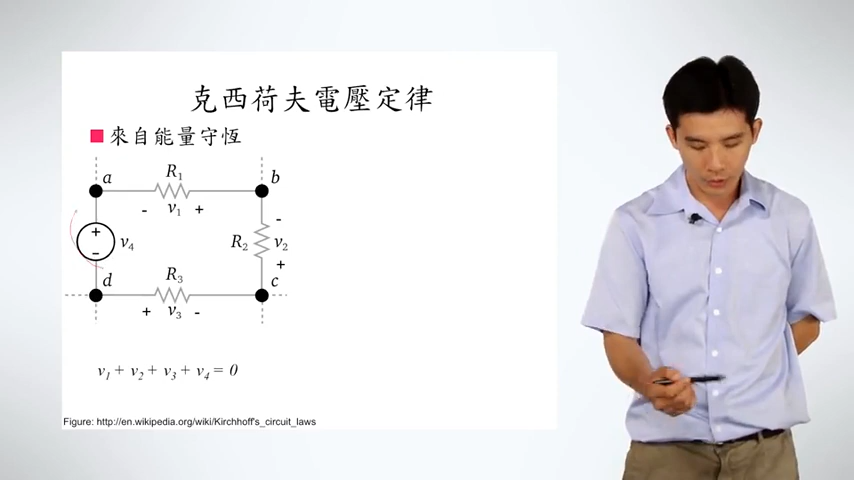 克西荷夫電壓定律
來自能量守恆
a R1 b
- v1 +
+ v4 − R2 - v2 +
d R3 c
+ v3 -
v1 + v2 + v3 + v4 = 0
Figure: http://en.wikipedia.org/wiki/Kirchhoff's_circuit_laws